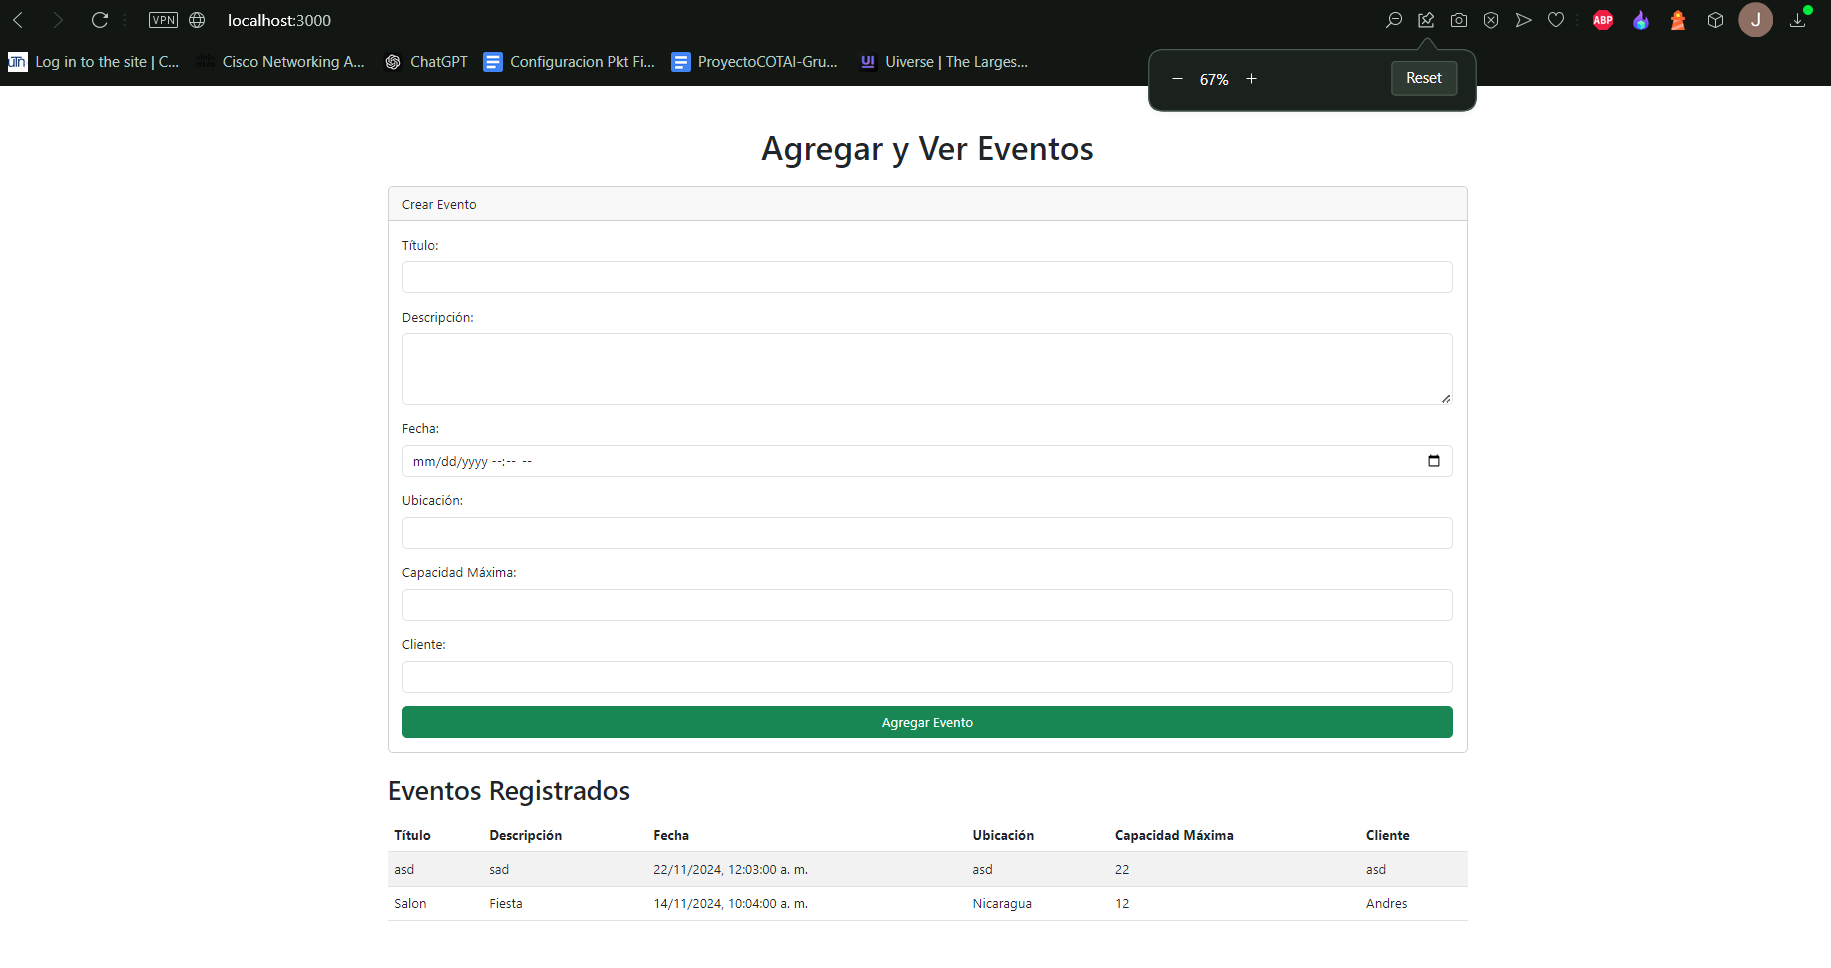 VPN localhost:3000 ABP J
Log in to the site | C... Cisco Networking A... ChatGPT Configuracion Pkt Fi... ProyectoCOTAI-Gru... UI Uiverse | The Larges...
− 67% + Reset
Agregar y Ver Eventos
Crear Evento
Título:
Descripción:
Fecha:
mm/dd/yyyy --:-- --
Ubicación:
Capacidad Máxima:
Cliente:
Agregar Evento
Eventos Registrados
Título Descripción Fecha Ubicación Capacidad Máxima Cliente
asd sad 22/11/2024, 12:03:00 a. m. asd 22 asd
Salon Fiesta 14/11/2024, 10:04:00 a. m. Nicaragua 12 Andres